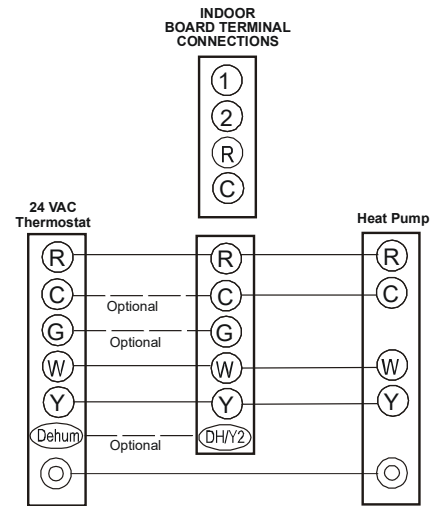 INDOOR
BOARD TERMINAL
CONNECTIONS
1
2
R
C
24 VAC
Thermostat
Heat Pump
R R R
C Optional C C
G Optional G
W W W
Y Y Y
Dehum Optional DH/Y2